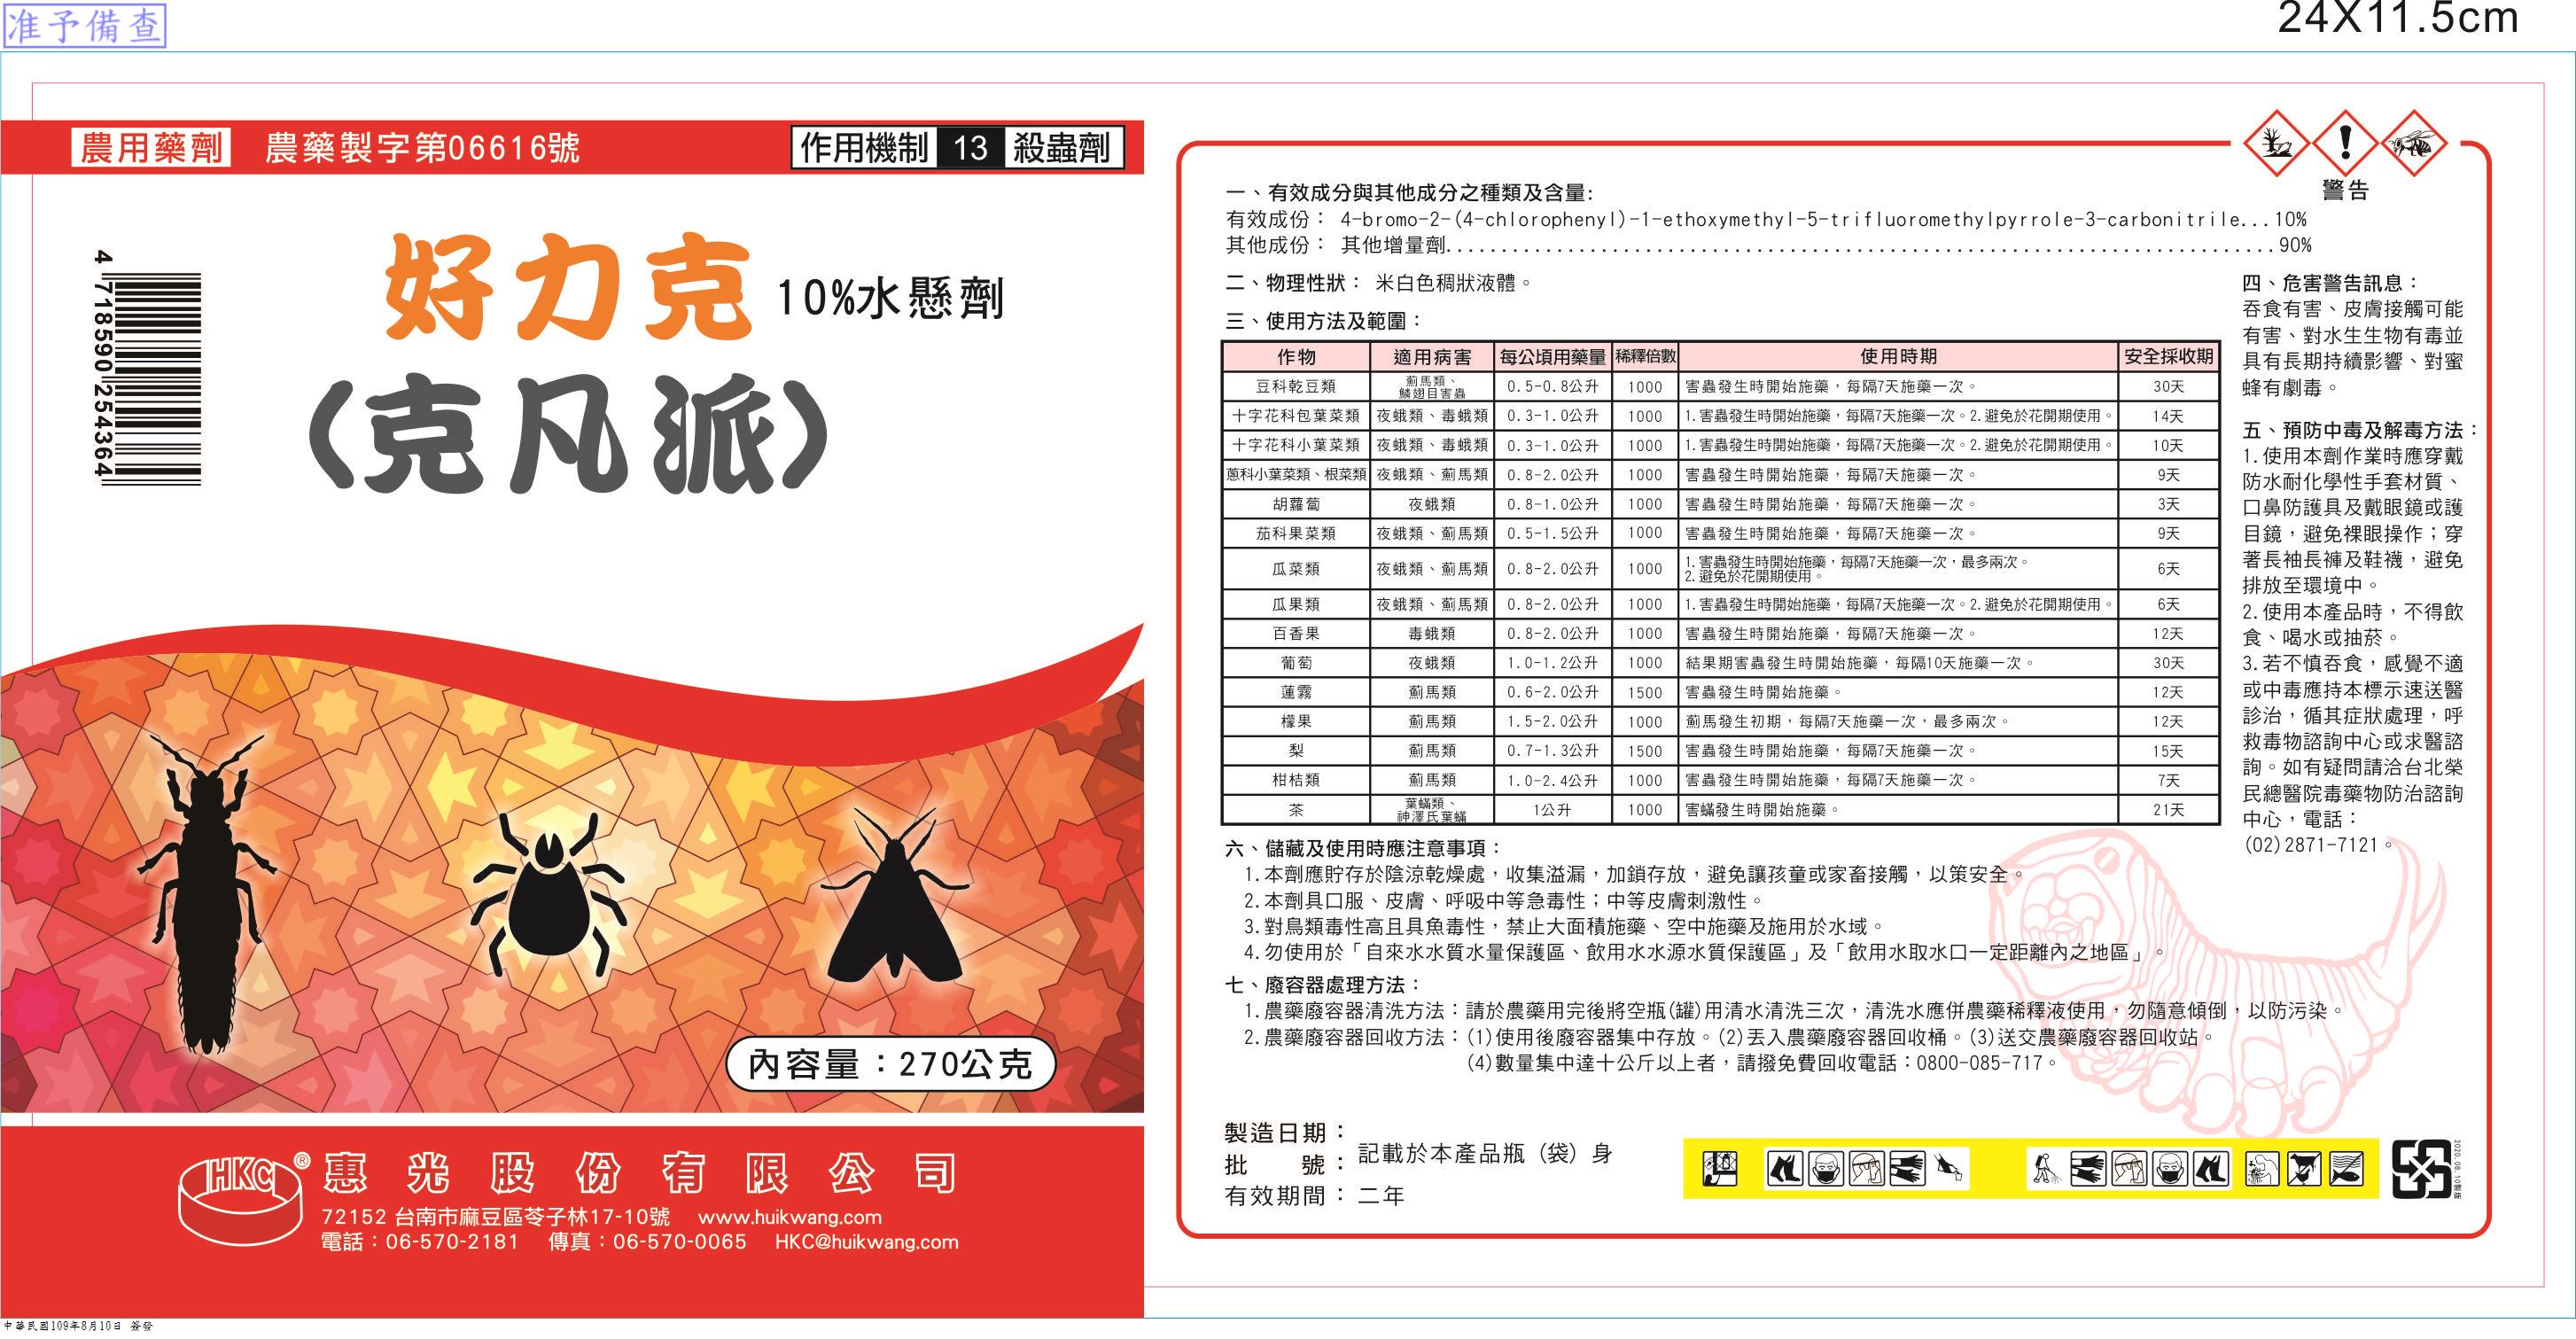 准予備查
24X11.5cm
農用藥劑 農藥製字第06616號 作用機制 13 殺蟲劑
好力克 10%水懸劑
(克凡派)
4 718590 254364
內容量：270公克
HKC® 惠光股份有限公司
72152 台南市麻豆區苓子林17-10號 www.huikwang.com
電話：06-570-2181 傳真：06-570-0065 HKC@huikwang.com
警告
一、有效成分與其他成分之種類及含量:
有效成份： 4-bromo-2-(4-chlorophenyl)-1-ethoxymethyl-5-trifluoromethylpyrrole-3-carbonitrile...10%
其他成份： 其他增量劑......................................................................90%
二、物理性狀： 米白色稠狀液體。
三、使用方法及範圍：
作物 適用病害 每公頃用藥量 稀釋倍數 使用時期 安全採收期
豆科乾豆類 薊馬類、鱗翅目害蟲 0.5-0.8公升 1000 害蟲發生時開始施藥，每隔7天施藥一次。 30天
十字花科包葉菜類 夜蛾類、毒蛾類 0.3-1.0公升 1000 1.害蟲發生時開始施藥，每隔7天施藥一次。2.避免於花開期使用。 14天
十字花科小葉菜類 夜蛾類、毒蛾類 0.3-1.0公升 1000 1.害蟲發生時開始施藥，每隔7天施藥一次。2.避免於花開期使用。 10天
蔥科小葉菜類、根菜類 夜蛾類、薊馬類 0.8-2.0公升 1000 害蟲發生時開始施藥，每隔7天施藥一次。 9天
胡蘿蔔 夜蛾類 0.8-1.0公升 1000 害蟲發生時開始施藥，每隔7天施藥一次。 3天
茄科果菜類 夜蛾類、薊馬類 0.5-1.5公升 1000 害蟲發生時開始施藥，每隔7天施藥一次。 9天
瓜菜類 夜蛾類、薊馬類 0.8-2.0公升 1000 1.害蟲發生時開始施藥，每隔7天施藥一次，最多兩次。 6天
2.避免於花開期使用。
瓜果類 夜蛾類、薊馬類 0.8-2.0公升 1000 1.害蟲發生時開始施藥，每隔7天施藥一次。2.避免於花開期使用。 6天
百香果 毒蛾類 0.8-2.0公升 1000 害蟲發生時開始施藥，每隔7天施藥一次。 12天
葡萄 夜蛾類 1.0-1.2公升 1000 結果期害蟲發生時開始施藥，每隔10天施藥一次。 30天
蓮霧 薊馬類 0.6-2.0公升 1500 害蟲發生時開始施藥。 12天
檬果 薊馬類 1.5-2.0公升 1000 薊馬發生初期，每隔7天施藥一次，最多兩次。 12天
梨 薊馬類 0.7-1.3公升 1500 害蟲發生時開始施藥，每隔7天施藥一次。 15天
柑桔類 薊馬類 1.0-2.4公升 1000 害蟲發生時開始施藥，每隔7天施藥一次。 7天
茶 葉蟎類、神澤氏葉蟎 1公升 1000 害蟎發生時開始施藥。 21天
四、危害警告訊息：
吞食有害、皮膚接觸可能
有害、對水生生物有毒並
具有長期持續影響、對蜜
蜂有劇毒。
五、預防中毒及解毒方法：
1.使用本劑作業時應穿戴
防水耐化學性手套材質、
口鼻防護具及戴眼鏡或護
目鏡，避免裸眼操作；穿
著長袖長褲及鞋襪，避免
排放至環境中。
2.使用本產品時，不得飲
食、喝水或抽菸。
3.若不慎吞食，感覺不適
或中毒應持本標示速送醫
診治，循其症狀處理，呼
救毒物諮詢中心或求醫諮
詢。如有疑問請洽台北榮
民總醫院毒藥物防治諮詢
中心，電話：
(02)2871-7121。
六、儲藏及使用時應注意事項：
1.本劑應貯存於陰涼乾燥處，收集溢漏，加鎖存放，避免讓孩童或家畜接觸，以策安全。
2.本劑具口服、皮膚、呼吸中等急毒性；中等皮膚刺激性。
3.對鳥類毒性高且具魚毒性，禁止大面積施藥、空中施藥及施用於水域。
4.勿使用於「自來水水質水量保護區、飲用水水源水質保護區」及「飲用水取水口一定距離內之地區」。
七、廢容器處理方法：
1.農藥廢容器清洗方法：請於農藥用完後將空瓶(罐)用清水清洗三次，清洗水應併農藥稀釋液使用，勿隨意傾倒，以防污染。
2.農藥廢容器回收方法：(1)使用後廢容器集中存放。(2)丟入農藥廢容器回收桶。(3)送交農藥廢容器回收站。
(4)數量集中達十公斤以上者，請撥免費回收電話：0800-085-717。
製造日期：
批 號： 記載於本產品瓶（袋）身
有效期間：二年
2020.08.10製版
中華民國109年8月10日 簽發